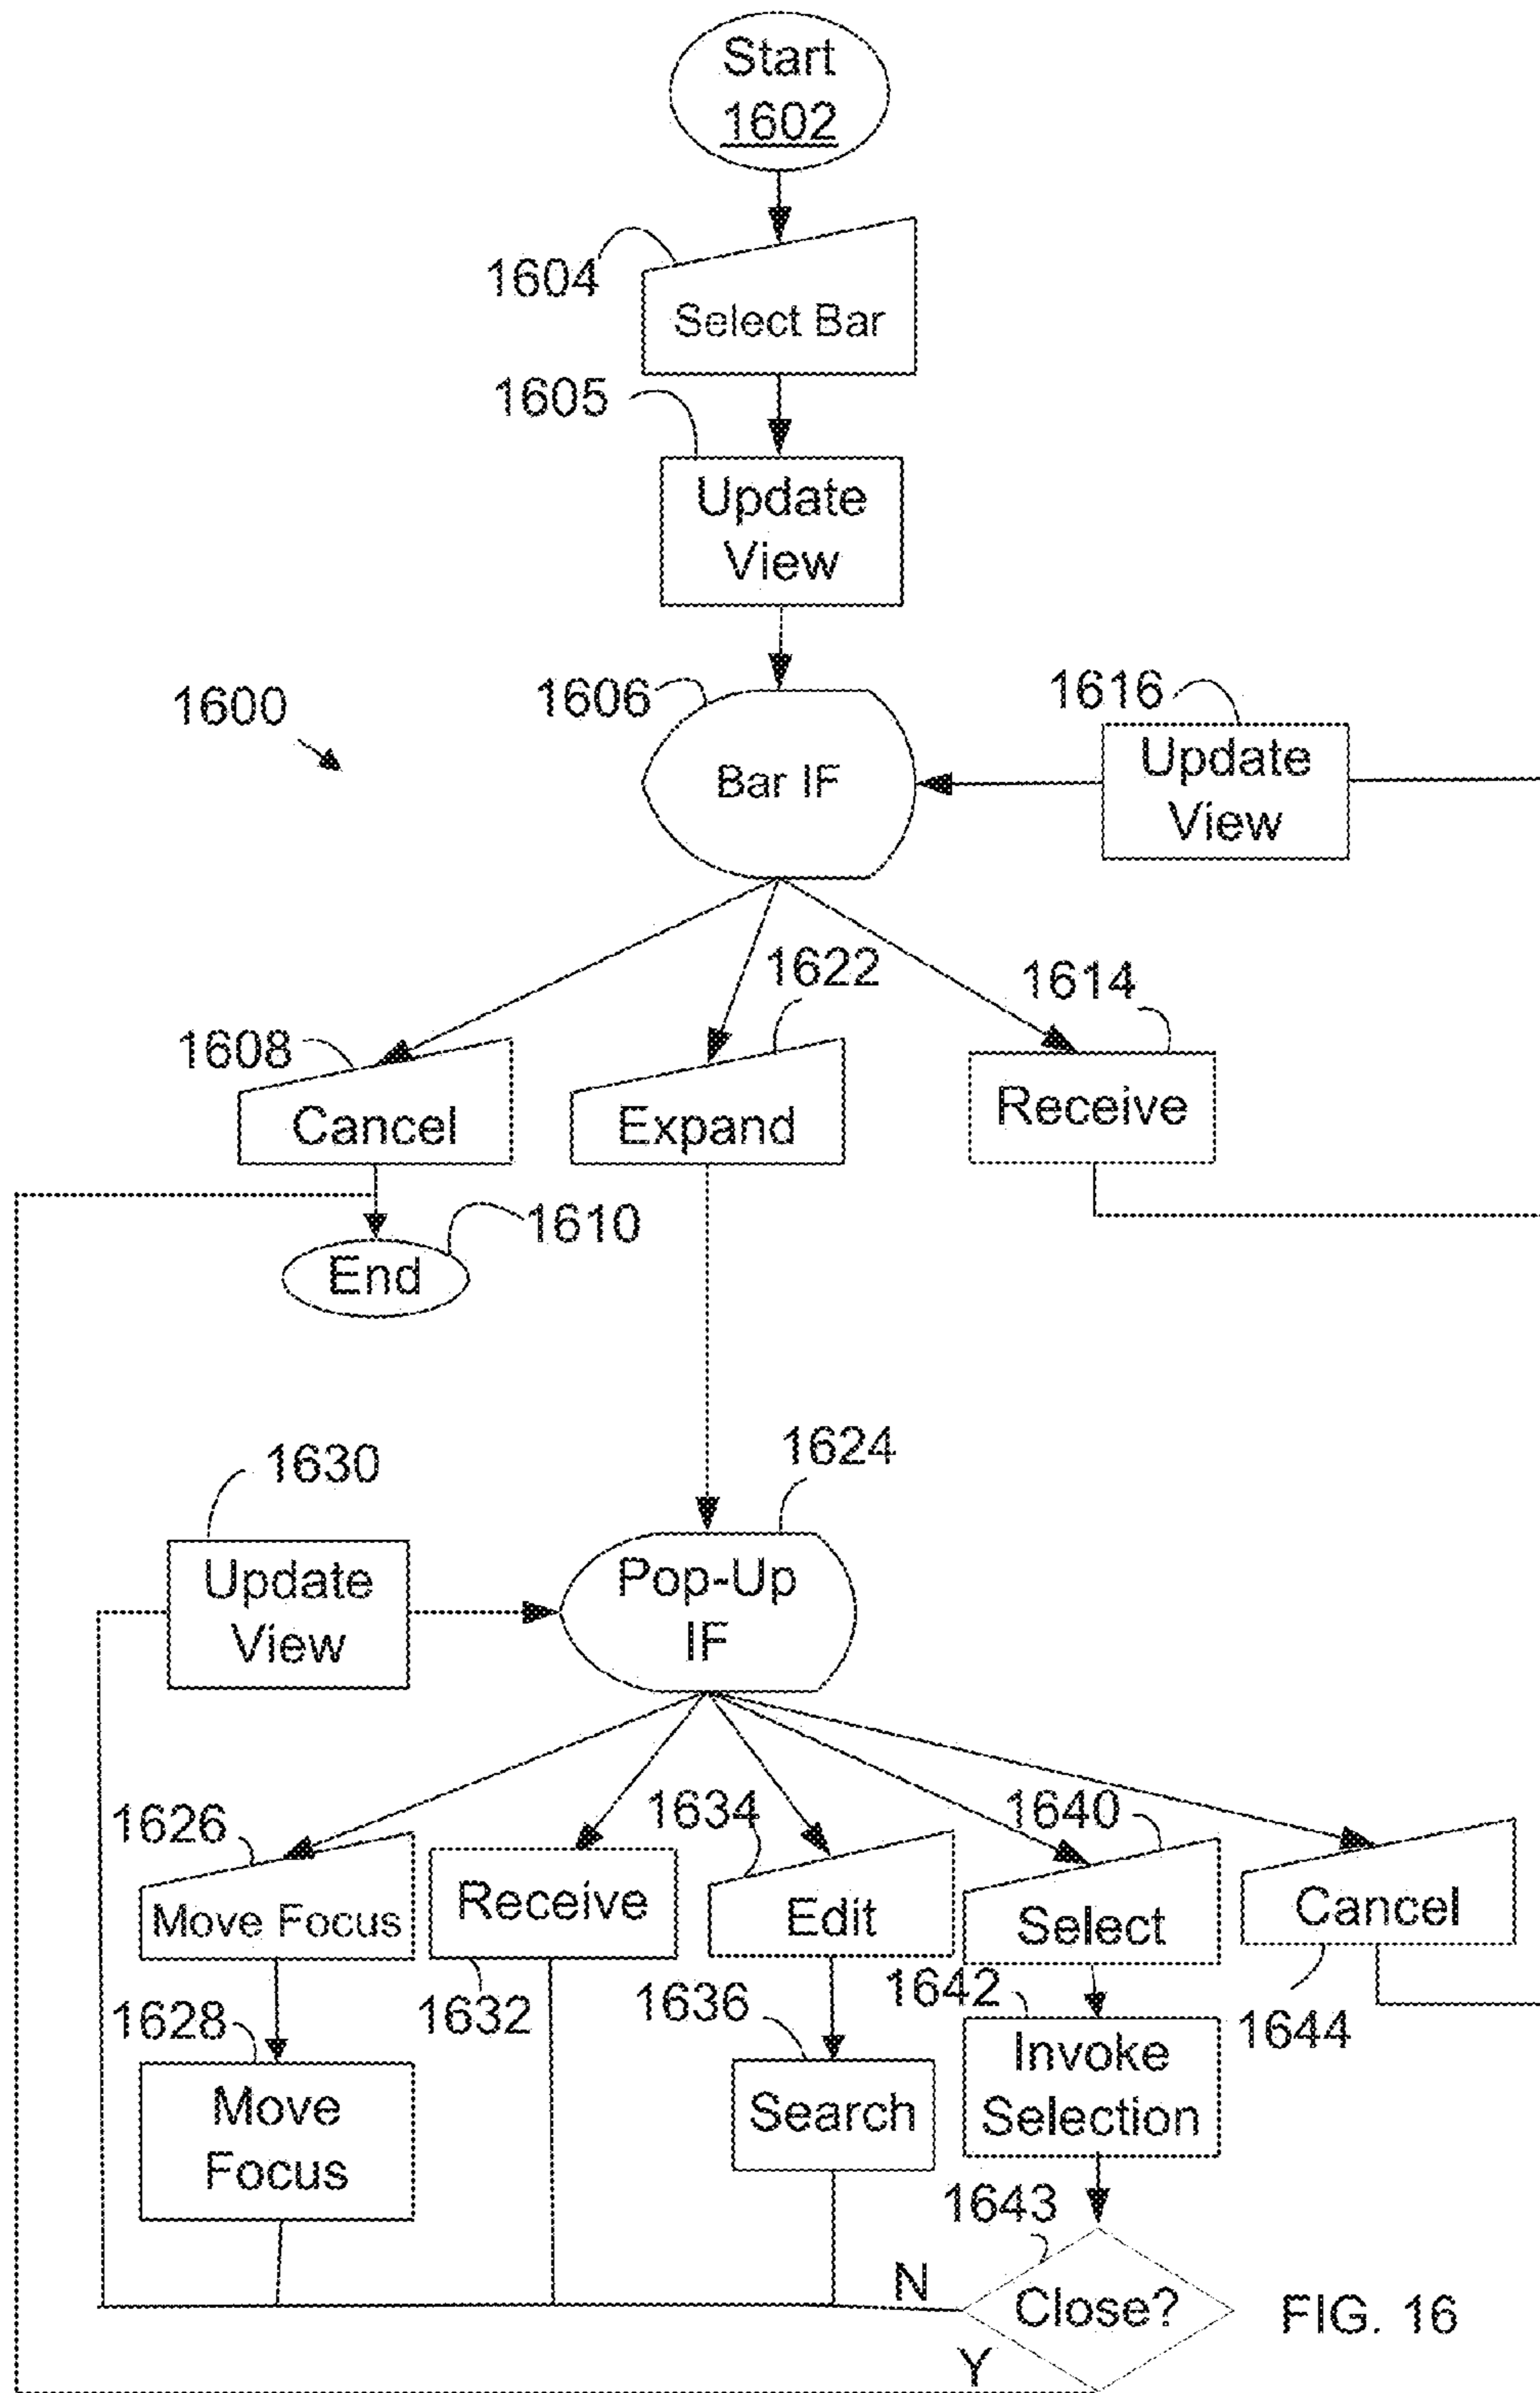 Start
1602
1604
Select Bar
1605
Update
View
1600
1606
Bar IF
1616
Update
View
1622
1614
1608
Cancel
Expand
Receive
1610
End
1624
1630
Update
View
Pop-Up
IF
1626
Move Focus
Receive
1634
Edit
1640
Select
Cancel
1628
1632
1636
1642
1644
Move
Focus
Search
Invoke
Selection
1643
N
Close?
Y
FIG. 16